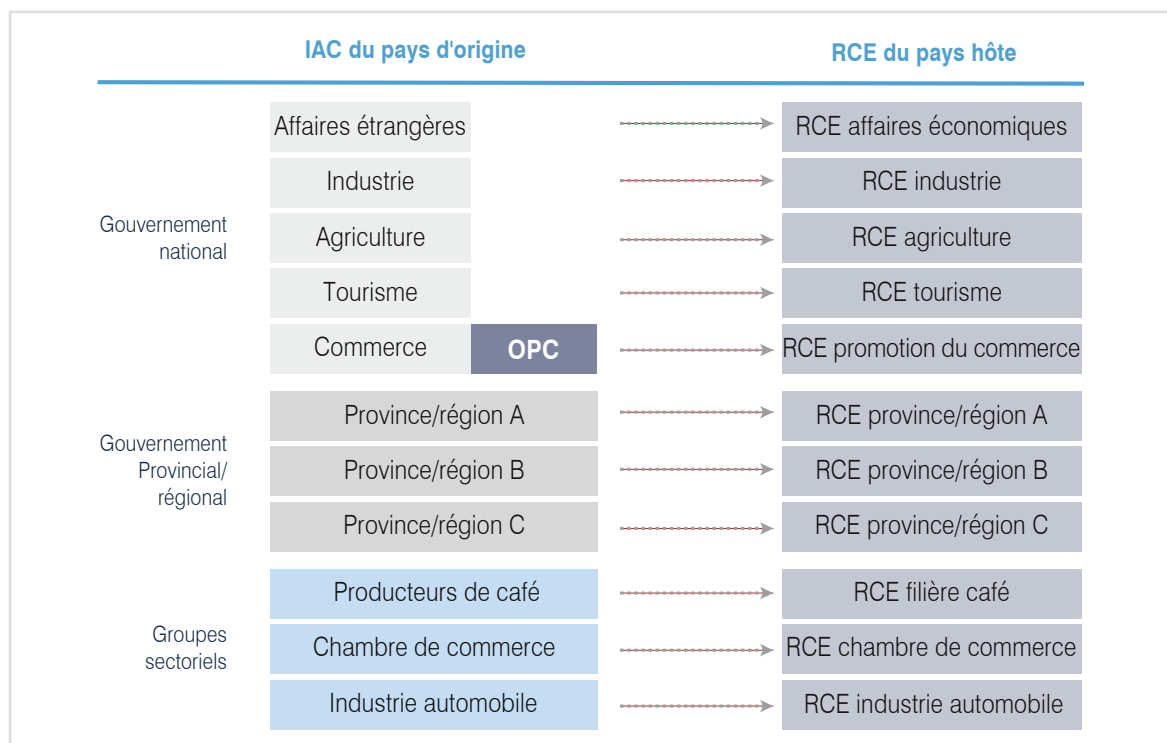 IAC du pays d'origine RCE du pays hôte
Affaires étrangères RCE affaires économiques
Industrie RCE industrie
Gouvernement
national
Agriculture RCE agriculture
Tourisme RCE tourisme
Commerce OPC RCE promotion du commerce
Province/région A RCE province/région A
Gouvernement
Provincial/
régional
Province/région B RCE province/région B
Province/région C RCE province/région C
Producteurs de café RCE filière café
Groupes
sectoriels
Chambre de commerce RCE chambre de commerce
Industrie automobile RCE industrie automobile